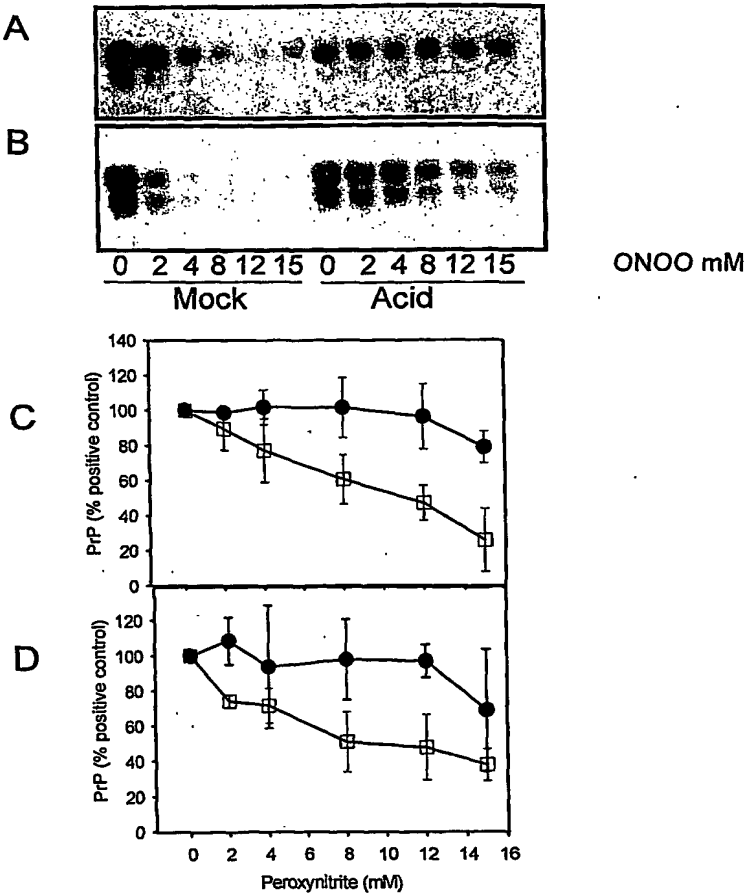 A
B
0 2 4 8 12 15 0 2 4 8 12 15 ONOO mM
Mock Acid
C
PrP (% positive control)
140
120
100
80
60
40
20
0
D
PrP (% positive control)
120
100
80
60
40
20
0
0 2 4 6 8 10 12 14 16
Peroxynitrite (mM)